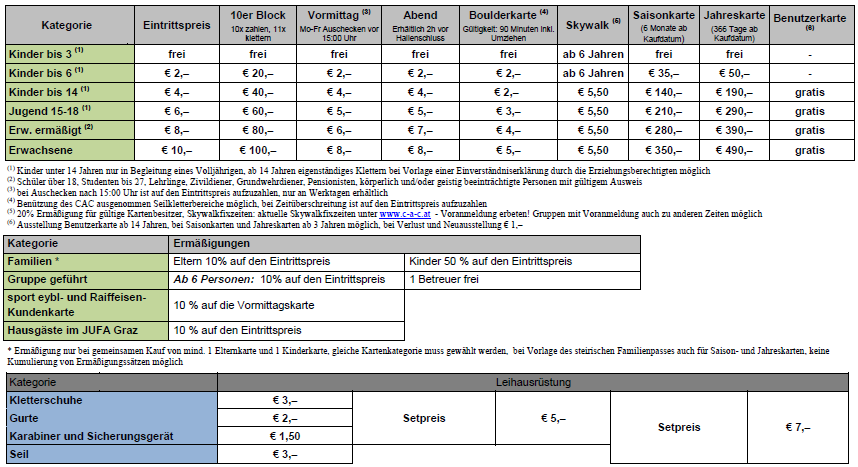 Kategorie Eintrittspreis 10er Block 10x zahlen, 11x klettern Vormittag (3) Mo-Fr Auschecken vor 15:00 Uhr Abend Erhältlich 2h vor Hallenschluss Boulderkarte (4) Gültigkeit: 90 Minuten inkl. Umziehen Skywalk (5) Saisonkarte (6 Monate ab Kaufdatum) Jahreskarte (366 Tage ab Kaufdatum) Benutzerkarte (6)
Kinder bis 3 (1) frei frei frei frei frei ab 6 Jahren frei frei -
Kinder bis 6 (1) € 2,– € 20,– € 2,– € 2,– € 2,– ab 6 Jahren € 35,– € 50,– -
Kinder bis 14 (1) € 4,– € 40,– € 4,– € 4,– € 2,– € 5,50 € 140,– € 190,– gratis
Jugend 15-18 (1) € 6,– € 60,– € 5,– € 5,– € 3,– € 5,50 € 210,– € 290,– gratis
Erw. ermäßigt (2) € 8,– € 80,– € 6,– € 7,– € 4,– € 5,50 € 280,– € 390,– gratis
Erwachsene € 10,– € 100,– € 8,– € 8,– € 5,– € 5,50 € 350,– € 490,– gratis
(1) Kinder unter 14 Jahren nur in Begleitung eines Volljährigen, ab 14 Jahren eigenständiges Klettern bei Vorlage einer Einverständniserklärung durch die Erziehungsberechtigten möglich
(2) Schüler über 18, Studenten bis 27, Lehrlinge, Zivildiener, Grundwehrdiener, Pensionisten, körperlich und/oder geistig beeinträchtigte Personen mit gültigem Ausweis
(3) bei Auschecken nach 15:00 Uhr ist auf den Eintrittspreis aufzuzahlen, nur an Werktagen erhältlich
(4) Benützung des CAC ausgenommen Seilkletterbereiche möglich, bei Zeitüberschreitung ist auf den Eintrittspreis aufzuzahlen
(5) 20% Ermäßigung für gültige Kartenbesitzer, Skywalkfixzeiten: aktuelle Skywalkfixzeiten unter www.c-a-c.at - Voranmeldung erbeten! Gruppen mit Voranmeldung auch zu anderen Zeiten möglich
(6) Ausstellung Benutzerkarte ab 14 Jahren, bei Saisonkarten und Jahreskarten ab 3 Jahren möglich, bei Verlust und Neuausstellung € 1,–
Kategorie Ermäßigungen
Familien * Eltern 10% auf den Eintrittspreis Kinder 50 % auf den Eintrittspreis
Gruppe geführt Ab 6 Personen: 10% auf den Eintrittspreis 1 Betreuer frei
sport eybl- und Raiffeisen-Kundenkarte 10 % auf die Vormittagskarte
Hausgäste im JUFA Graz 10 % auf den Eintrittspreis
* Ermäßigung nur bei gemeinsamen Kauf von mind. 1 Elternkarte und 1 Kinderkarte, gleiche Kartenkategorie muss gewählt werden, bei Vorlage des steirischen Familienpasses auch für Saison- und Jahreskarten, keine
Kumulierung von Ermäßigungssätzen möglich
Kategorie Leihausrüstung
Kletterschuhe € 3,–
Gurte € 2,– Setpreis € 5,– Setpreis € 7,–
Karabiner und Sicherungsgerät € 1,50
Seil € 3,–